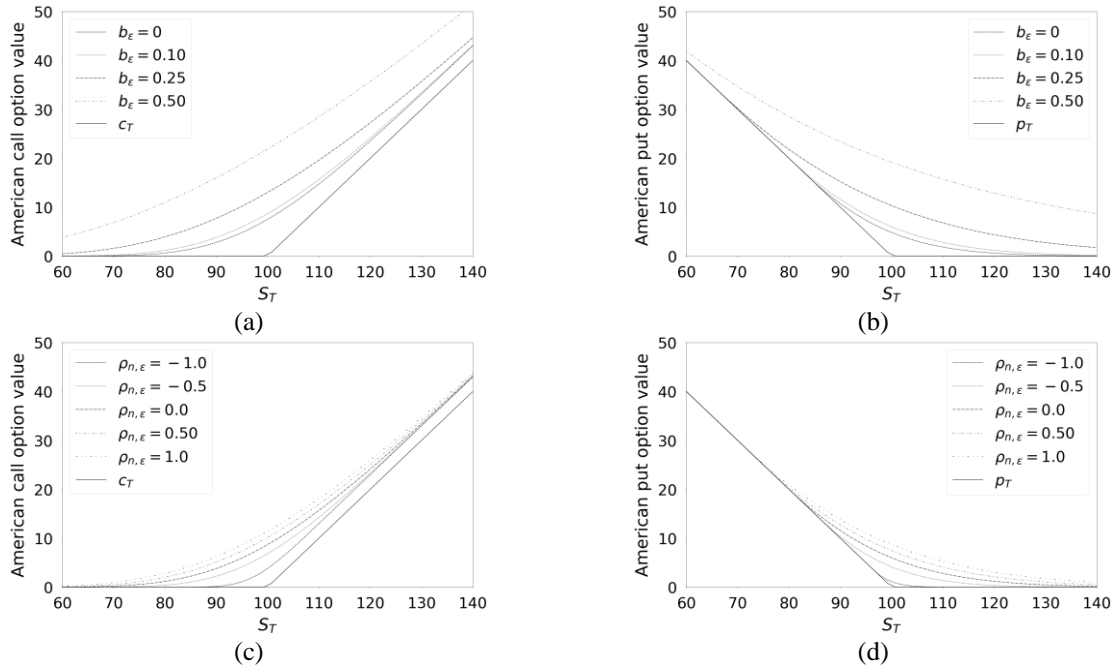 American call option value
50
40
30
20
10
0
b_ε = 0
b_ε = 0.10
b_ε = 0.25
b_ε = 0.50
c_T
60 70 80 90 100 110 120 130 140
S_T
(a)
American put option value
50
40
30
20
10
0
b_ε = 0
b_ε = 0.10
b_ε = 0.25
b_ε = 0.50
p_T
60 70 80 90 100 110 120 130 140
S_T
(b)
American call option value
50
40
30
20
10
0
ρ_{n,ε} = −1.0
ρ_{n,ε} = −0.5
ρ_{n,ε} = 0.0
ρ_{n,ε} = 0.50
ρ_{n,ε} = 1.0
c_T
60 70 80 90 100 110 120 130 140
S_T
(c)
American put option value
50
40
30
20
10
0
ρ_{n,ε} = −1.0
ρ_{n,ε} = −0.5
ρ_{n,ε} = 0.0
ρ_{n,ε} = 0.50
ρ_{n,ε} = 1.0
p_T
60 70 80 90 100 110 120 130 140
S_T
(d)